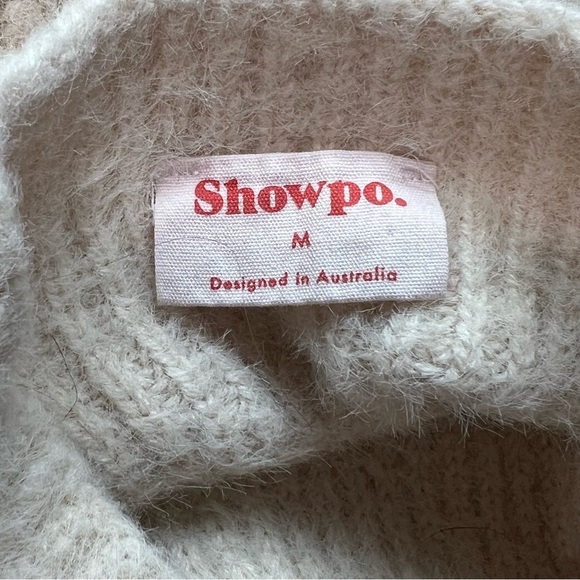 Showpo.
M
Designed in Australia